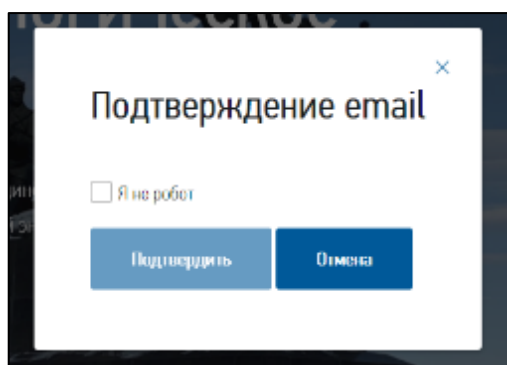 ×
Подтверждение email
Я не робот
Подтвердить
Отмена